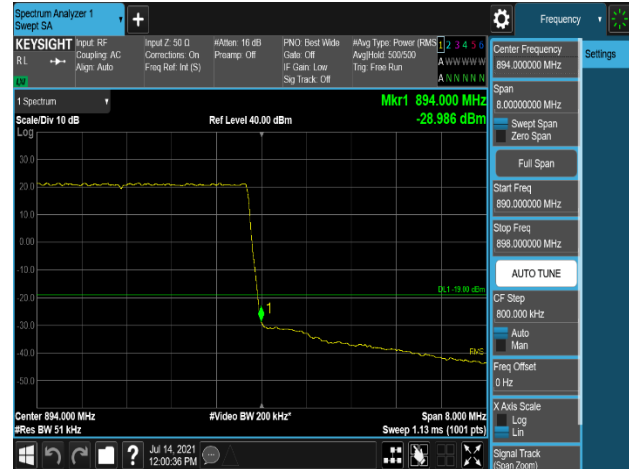 Spectrum Analyzer 1
Swept SA
+
Frequency
KEYSIGHT
RL
Input: RF
Coupling: AC
Align: Auto
LM
Input Z: 50 Ω
Corrections: On
Freq Ref: Int (S)
#Atten: 16 dB
Preamp: Off
PNO: Best Wide
Gate: Off
IF Gain: Low
Sig Track: Off
#Avg Type: Power (RMS
Avg|Hold: 500/500
Trig: Free Run
1 2 3 4 5 6
A W W W W W
A N N N N N
1 Spectrum
Scale/Div 10 dB
Log
Ref Level 40.00 dBm
Mkr1 894.000 MHz
-28.986 dBm
30.0
20.0
10.0
0.00
-10.0
-20.0
-30.0
-40.0
-50.0
DL1 -19.00 dBm
1
RMS
Center 894.000 MHz
#Res BW 51 kHz
#Video BW 200 kHz*
Span 8.000 MHz
Sweep 1.13 ms (1001 pts)
?
Jul 14, 2021
12:00:36 PM
Center Frequency
894.000000 MHz
Span
8.00000000 MHz
Swept Span
Zero Span
Full Span
Start Freq
890.000000 MHz
Stop Freq
898.000000 MHz
AUTO TUNE
CF Step
800.000 kHz
Auto
Man
Freq Offset
0 Hz
X Axis Scale
Log
Lin
Signal Track
(Span Zoom)
Settings